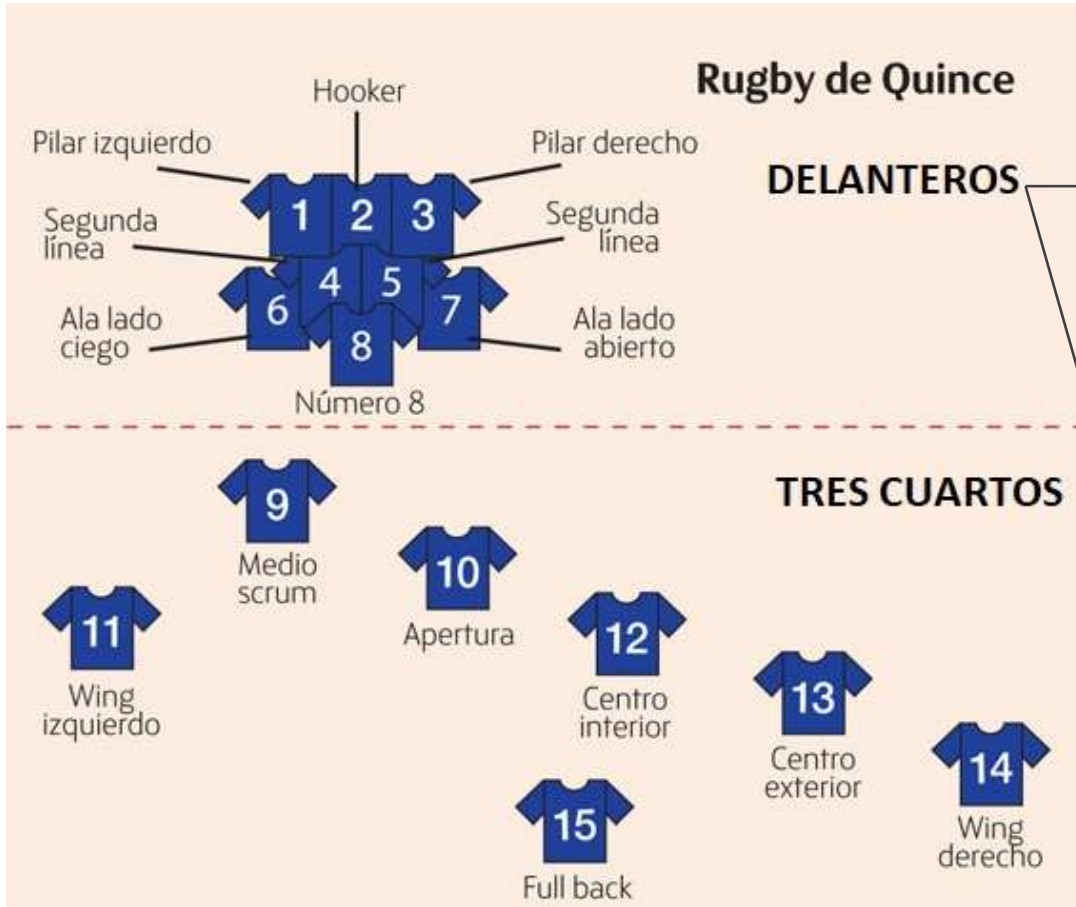 Rugby de Quince
DELANTEROS
Hooker
Pilar izquierdo
Pilar derecho
1
2
3
Segunda
línea
Segunda
línea
4
5
6
7
Ala lado
ciego
Ala lado
abierto
8
Número 8
TRES CUARTOS
9
Medio
scrum
10
Apertura
11
Wing
izquierdo
12
Centro
interior
13
Centro
exterior
14
Wing
derecho
15
Full back